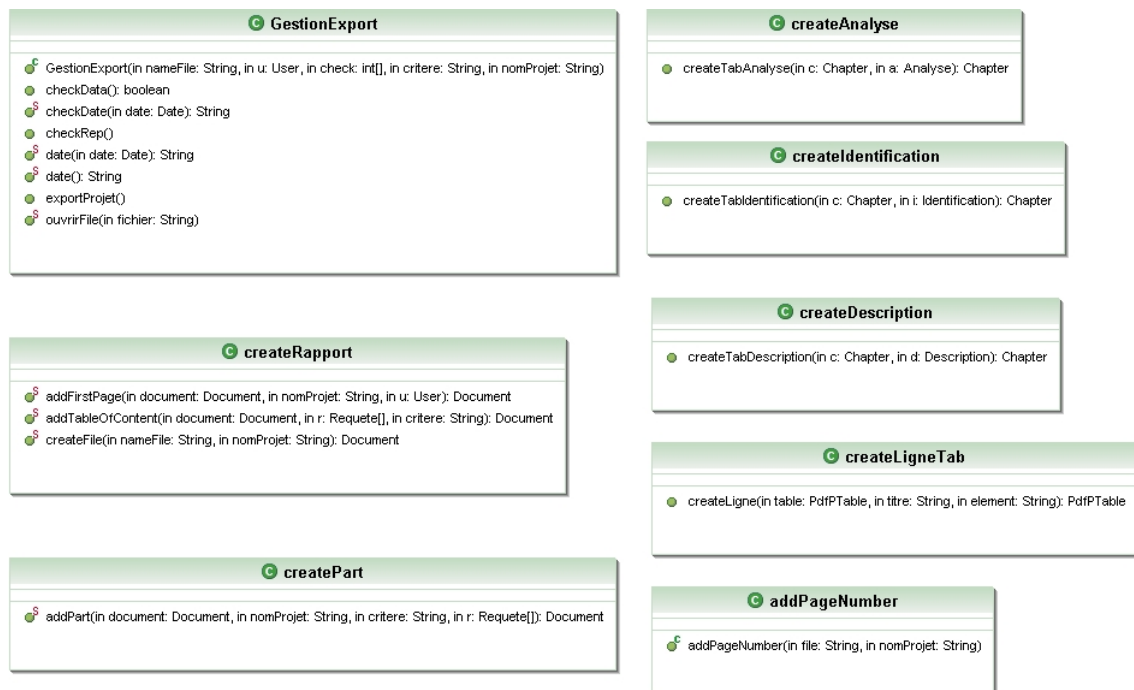 GestionExport
GestionExport(in nameFile: String, in u: User, in check: int[], in critere: String, in nomProjet: String)
checkData(): boolean
checkDate(in date: Date): String
checkRep()
date(in date: Date): String
date(): String
exportProjet()
ouvrirFile(in fichier: String)
createRapport
addFirstPage(in document: Document, in nomProjet: String, in u: User): Document
addTableOfContent(in document: Document, in r: Requete[], in critere: String): Document
createFile(in nameFile: String, in nomProjet: String): Document
createPart
addPart(in document: Document, in nomProjet: String, in critere: String, in r: Requete[]): Document
createAnalyse
createTabAnalyse(in c: Chapter, in a: Analyse): Chapter
createIdentification
createTabIdentification(in c: Chapter, in i: Identification): Chapter
createDescription
createTabDescription(in c: Chapter, in d: Description): Chapter
createLigneTab
createLigne(in table: PdfPTable, in titre: String, in element: String): PdfPTable
addPageNumber
addPageNumber(in file: String, in nomProjet: String)